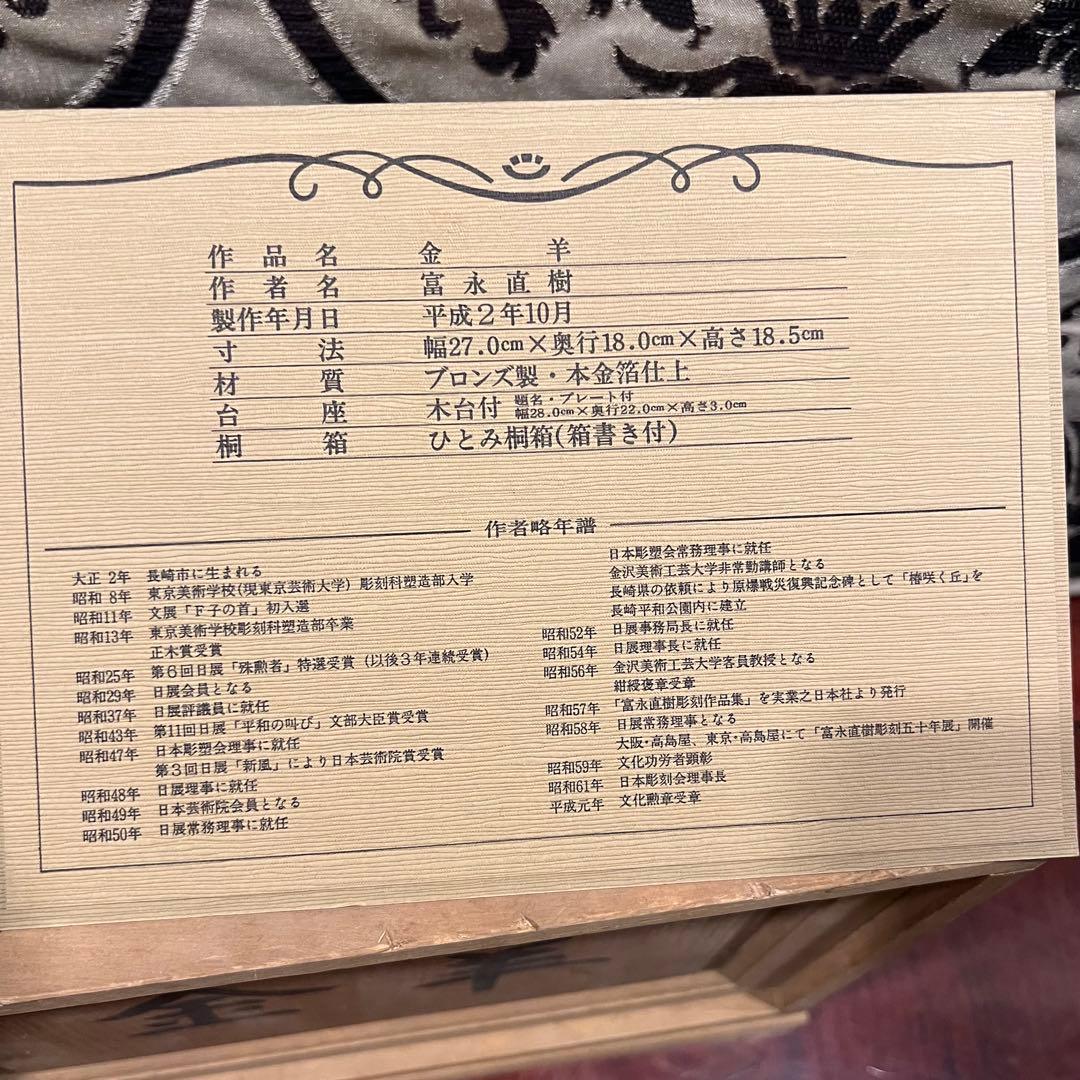 作品名 金羊
作者名 富永直樹
製作年月日 平成2年10月
寸法 幅27.0cm×奥行18.0cm×高さ18.5cm
材質 ブロンズ製・本金箔仕上
台座 木台付 題名・プレート付
幅28.0cm×奥行22.0cm×高さ3.0cm
桐箱 ひとみ桐箱(箱書き付)
作者略年譜
大正 2年 長崎市に生まれる
昭和 8年 東京美術学校(現東京芸術大学)彫刻科塑造部入学
昭和11年 文展「F子の首」初入選
昭和13年 東京美術学校彫刻科塑造部卒業
正木賞受賞
昭和25年 第6回日展「殊勲者」特選受賞(以後3年連続受賞)
昭和29年 日展会員となる
昭和37年 日展評議員に就任
昭和43年 第11回日展「平和の叫び」文部大臣賞受賞
昭和47年 日本彫塑会理事に就任
第3回日展「新風」により日本芸術院賞受賞
昭和48年 日展理事に就任
昭和49年 日本芸術院会員となる
昭和50年 日展常務理事に就任
日本彫塑会常務理事に就任
金沢美術工芸大学非常勤講師となる
長崎県の依頼により原爆戦災復興記念碑として「椿咲く丘」を
長崎平和公園内に建立
昭和52年 日展事務局長に就任
昭和54年 日展理事長に就任
昭和56年 金沢美術工芸大学客員教授となる
紺綬褒章受章
昭和57年 「富永直樹彫刻作品集」を実業之日本社より発行
昭和58年 日展常務理事となる
大阪・高島屋、東京・高島屋にて「富永直樹彫刻五十年展」開催
昭和59年 文化功労者顕彰
昭和61年 日本彫刻会理事長
平成元年 文化勲章受章
金羊